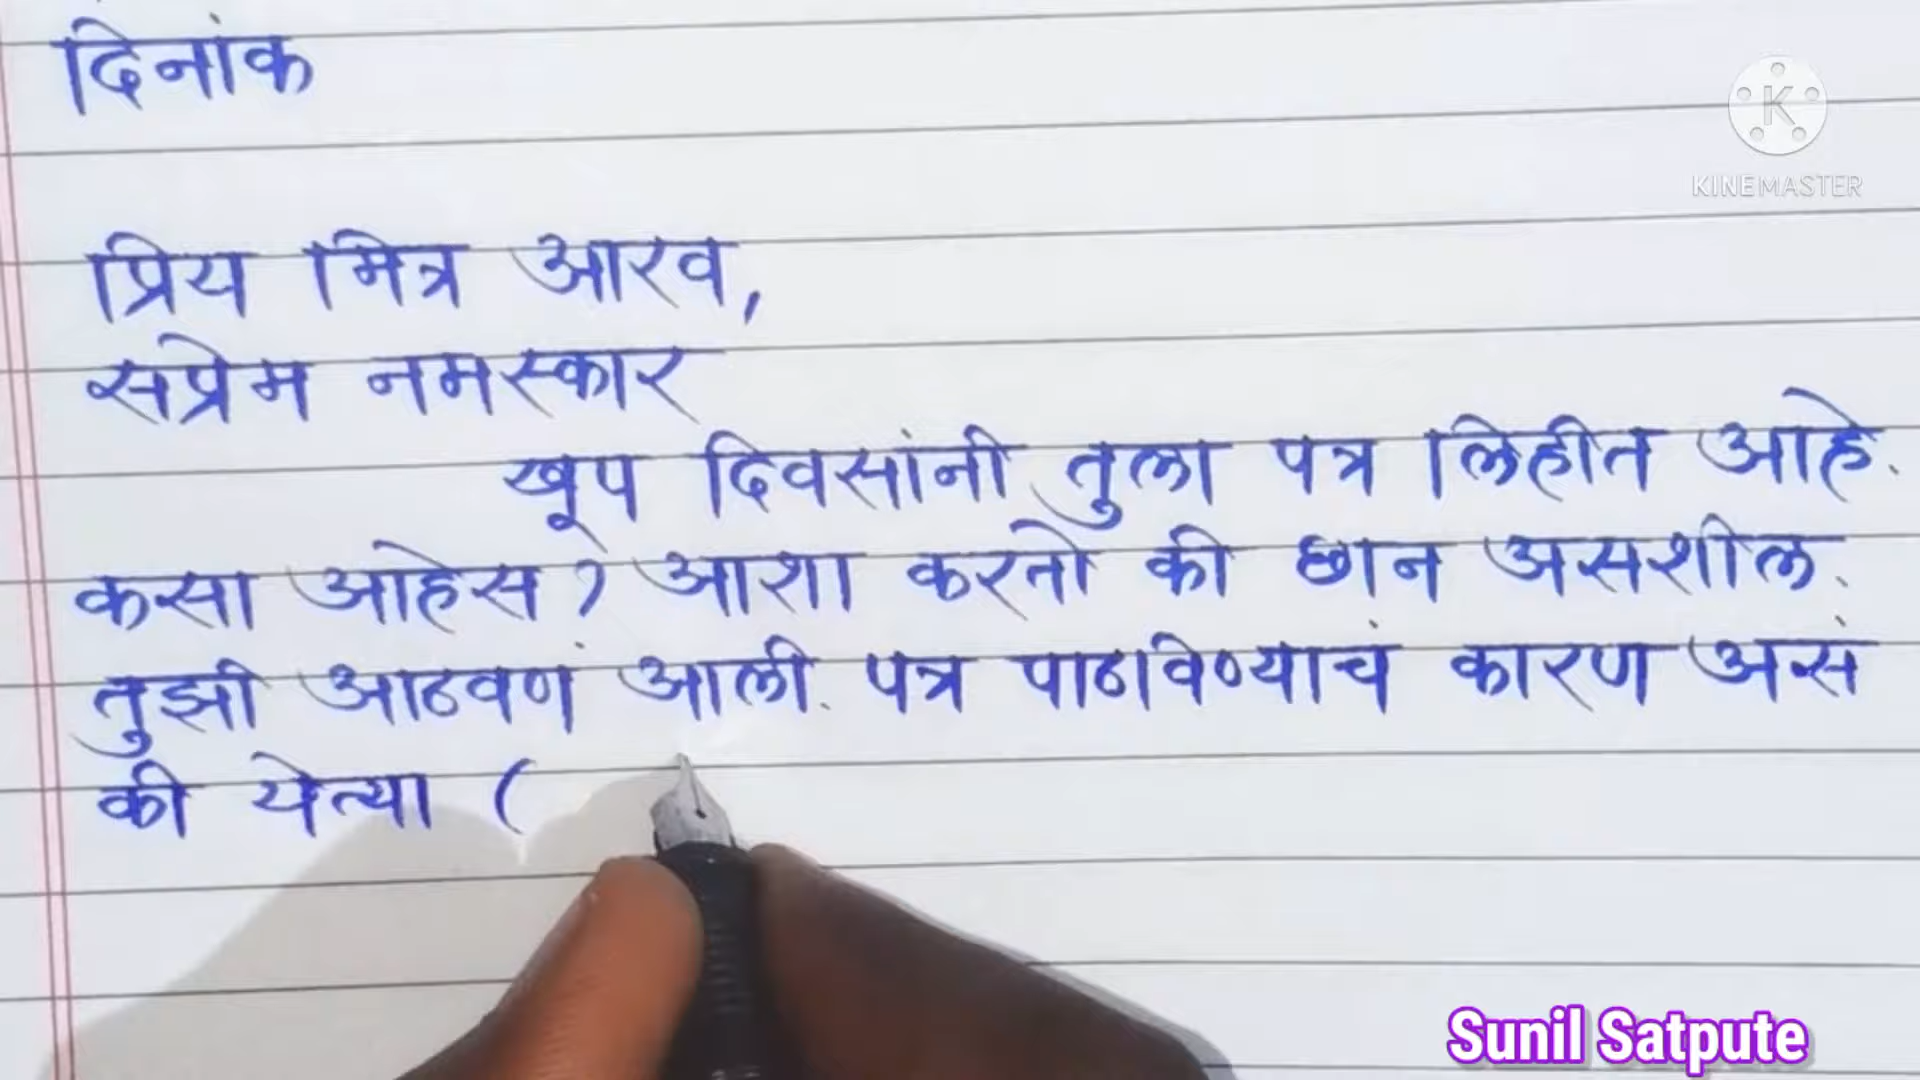 दिनांक
KINEMASTER
प्रिय मित्र आरव,
सप्रेम नमस्कार
खूप दिवसांनी तुला पत्र लिहीत आहे.
कसा आहेस? आशा करतो की छान असशील.
तुझी आठवणं आली. पत्र पाठविण्याचं कारण असं
की येत्या (
Sunil Satpute